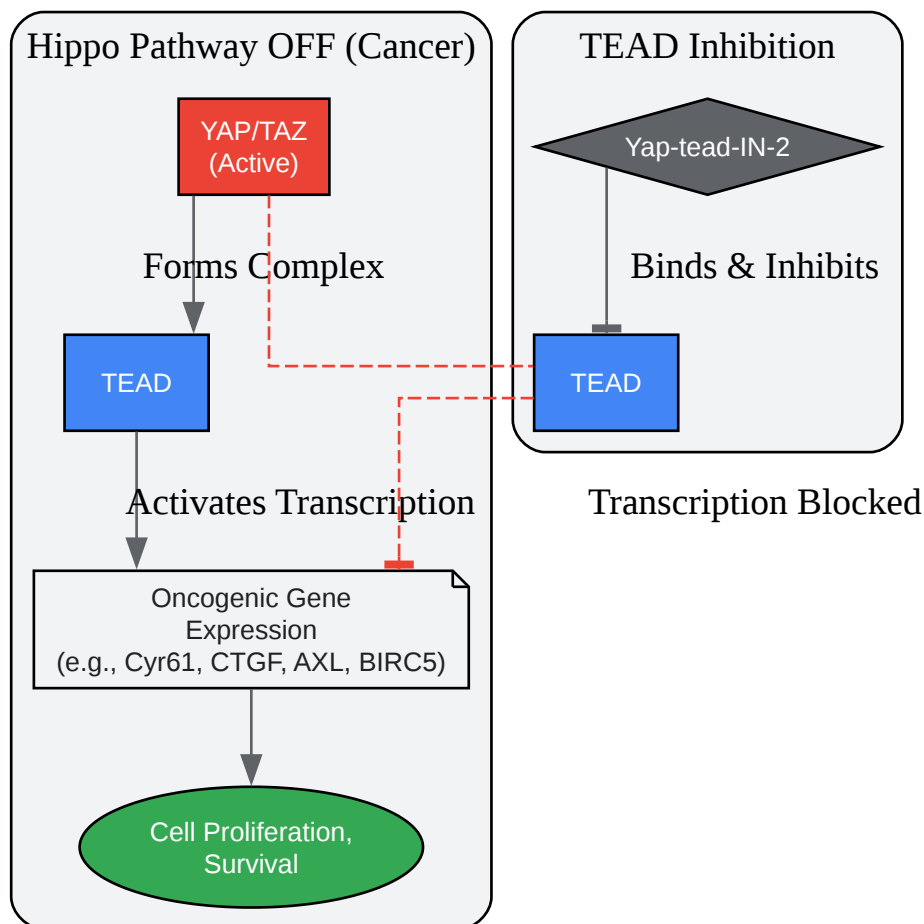 Hippo Pathway OFF (Cancer)
YAP/TAZ
(Active)
Forms Complex
TEAD
Activates Transcription
Oncogenic Gene
Expression
(e.g., Cyr61, CTGF, AXL, BIRC5)
Cell Proliferation,
Survival
TEAD Inhibition
Yap-tead-IN-2
Binds & Inhibits
TEAD
Transcription Blocked